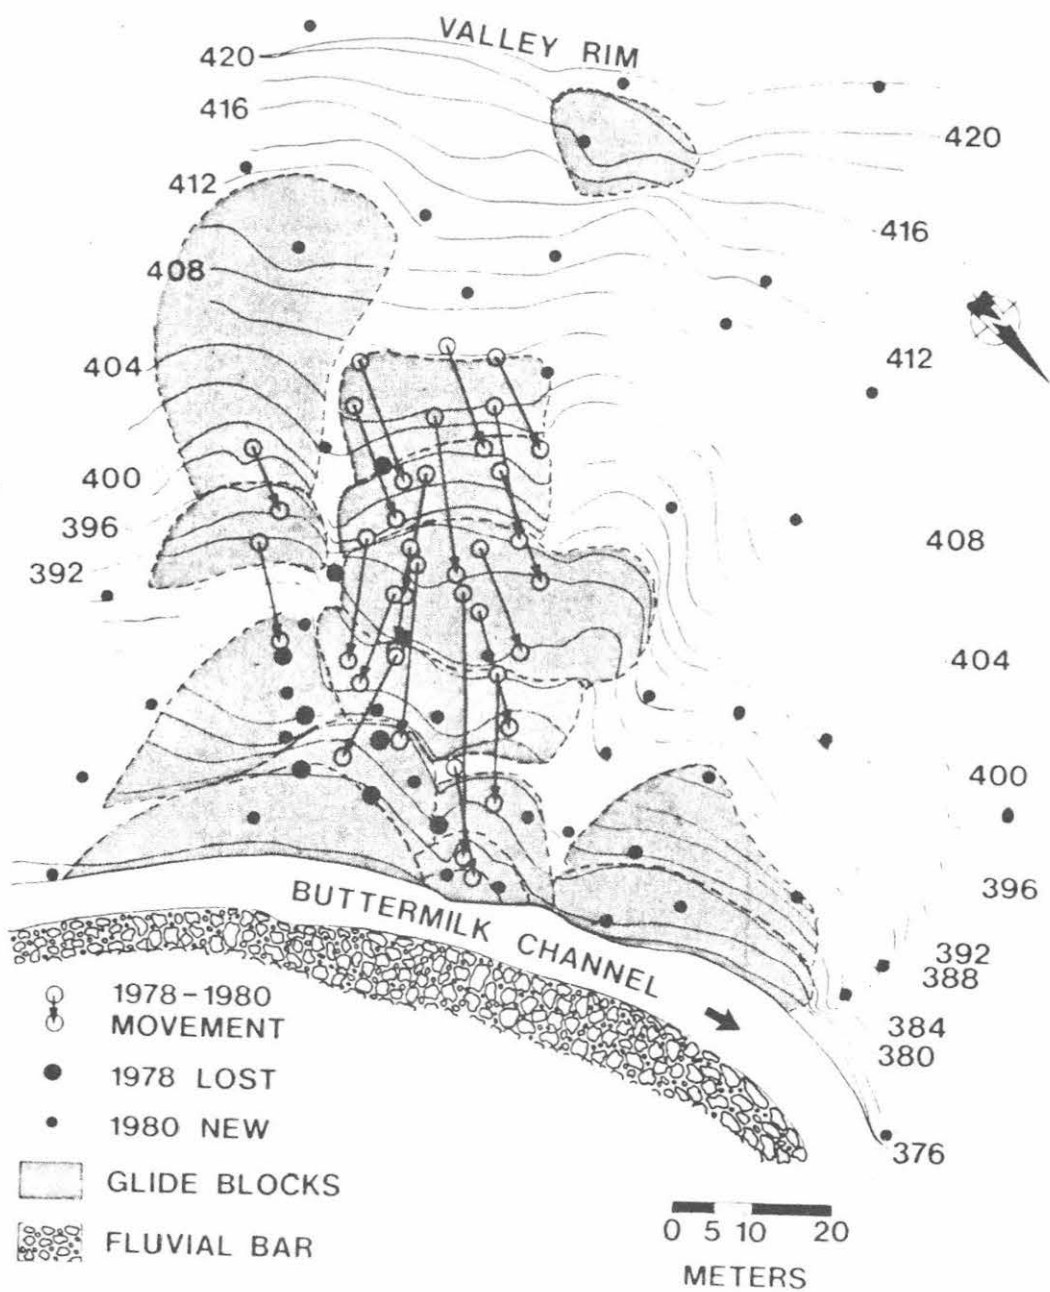 VALLEY RIM
420
416
412
408
404
400
396
392
420
416
412
408
404
400
396
392
388
384
380
376
BUTTERMILK CHANNEL
1978-1980
MOVEMENT
1978 LOST
1980 NEW
GLIDE BLOCKS
FLUVIAL BAR
0 5 10 20
METERS